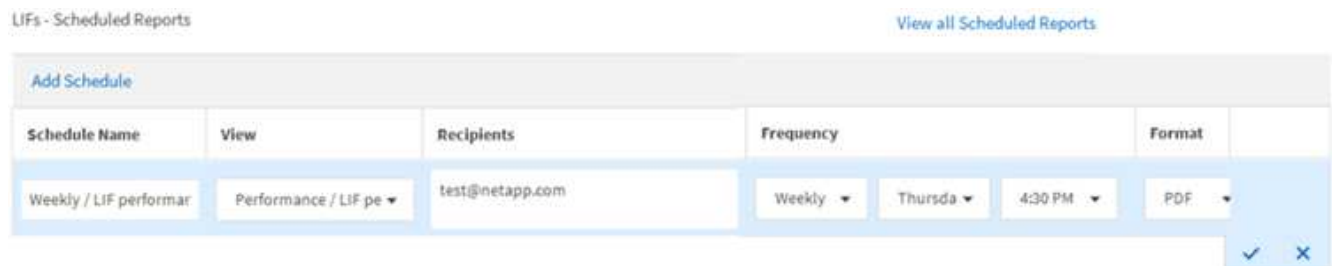 LIFs - Scheduled Reports
View all Scheduled Reports
Add Schedule
Schedule Name View Recipients Frequency Format
Weekly / LIF performar Performance / LIF pe test@netapp.com Weekly Thursda 4:30 PM PDF